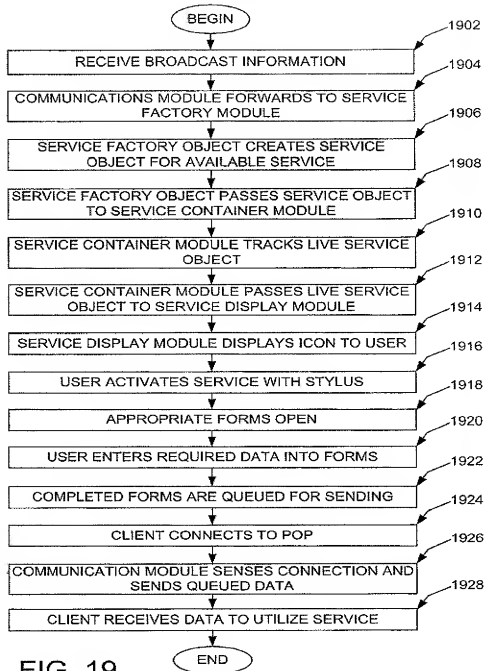 BEGIN
1902
RECEIVE BROADCAST INFORMATION
1904
COMMUNICATIONS MODULE FORWARDS TO SERVICE
FACTORY MODULE
1906
SERVICE FACTORY OBJECT CREATES SERVICE
OBJECT FOR AVAILABLE SERVICE
1908
SERVICE FACTORY OBJECT PASSES SERVICE OBJECT
TO SERVICE CONTAINER MODULE
1910
SERVICE CONTAINER MODULE TRACKS LIVE SERVICE
OBJECT
1912
SERVICE CONTAINER MODULE PASSES LIVE SERVICE
OBJECT TO SERVICE DISPLAY MODULE
1914
SERVICE DISPLAY MODULE DISPLAYS ICON TO USER
1916
USER ACTIVATES SERVICE WITH STYLUS
1918
APPROPRIATE FORMS OPEN
1920
USER ENTERS REQUIRED DATA INTO FORMS
1922
COMPLETED FORMS ARE QUEUED FOR SENDING
1924
CLIENT CONNECTS TO POP
1926
COMMUNICATION MODULE SENSES CONNECTION AND
SENDS QUEUED DATA
1928
CLIENT RECEIVES DATA TO UTILIZE SERVICE
END
FIG. 19